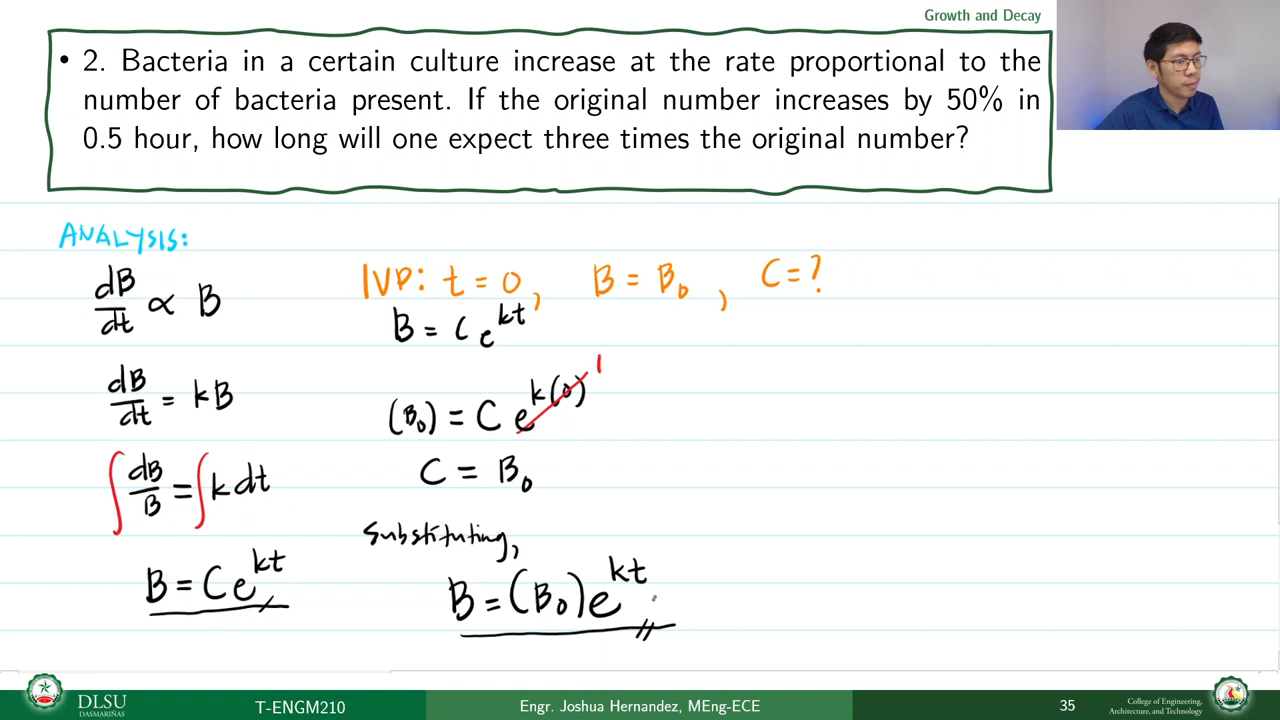 Growth and Decay
• 2. Bacteria in a certain culture increase at the rate proportional to the
number of bacteria present. If the original number increases by 50% in
0.5 hour, how long will one expect three times the original number?
ANALYSIS:
dB/dt ∝ B
dB/dt = kB
∫ dB/B = ∫ k dt
B = Ce^kt
IVP: t = 0, B = B₀, C = ?
B = Ce^kt
(B₀) = C e^k(0) 1
C = B₀
Substituting,
B = (B₀)e^kt
DLSU
DASMARIÑAS
T-ENGM210
Engr. Joshua Hernandez, MEng-ECE
35
College of Engineering,
Architecture, and Technology